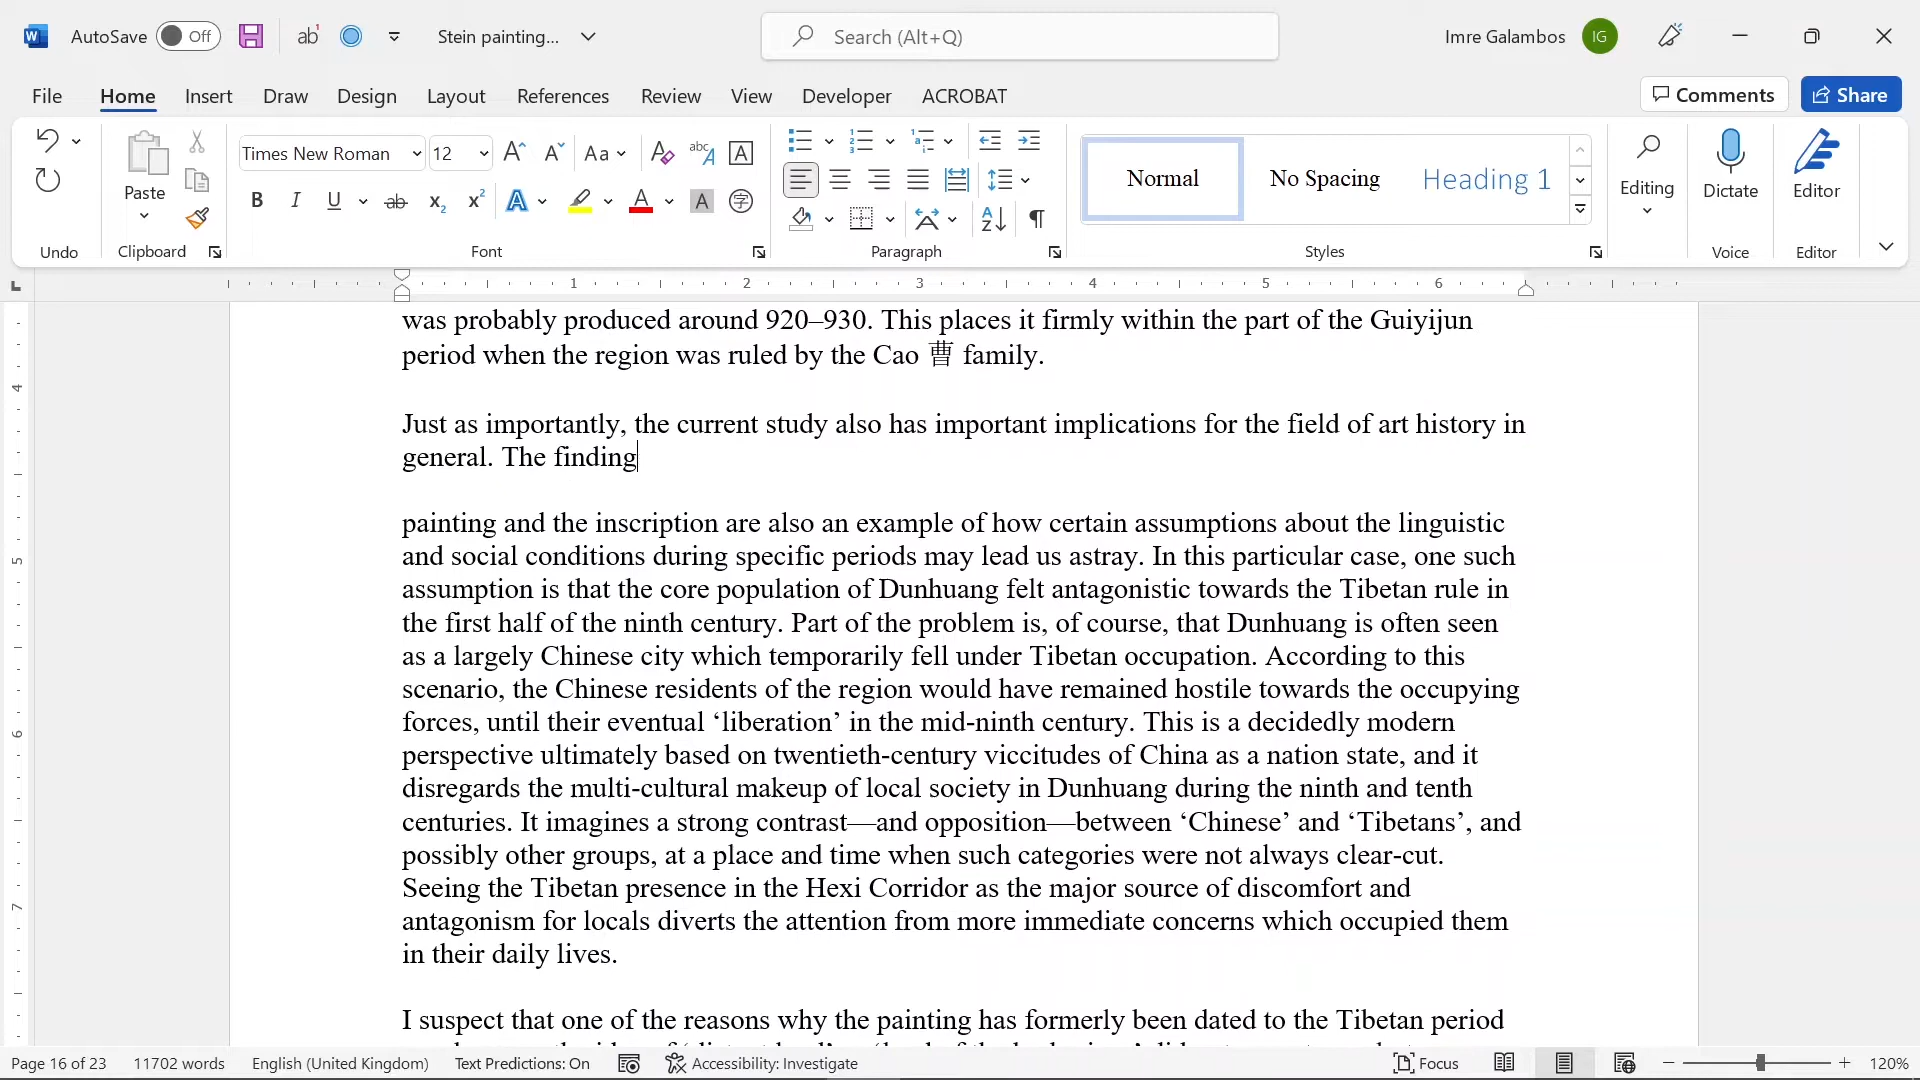 AutoSave Off Stein painting... Search (Alt+Q) Imre Galambos IG
File Home Insert Draw Design Layout References Review View Developer ACROBAT Comments Share
Times New Roman 12
Paste
Normal No Spacing Heading 1
Editing Dictate Editor
Undo Clipboard Font Paragraph Styles Voice Editor
1 2 3 4 5 6
was probably produced around 920–930. This places it firmly within the part of the Guiyijun
period when the region was ruled by the Cao 曹 family.
Just as importantly, the current study also has important implications for the field of art history in
general. The finding
painting and the inscription are also an example of how certain assumptions about the linguistic
and social conditions during specific periods may lead us astray. In this particular case, one such
assumption is that the core population of Dunhuang felt antagonistic towards the Tibetan rule in
the first half of the ninth century. Part of the problem is, of course, that Dunhuang is often seen
as a largely Chinese city which temporarily fell under Tibetan occupation. According to this
scenario, the Chinese residents of the region would have remained hostile towards the occupying
forces, until their eventual ‘liberation’ in the mid-ninth century. This is a decidedly modern
perspective ultimately based on twentieth-century viccitudes of China as a nation state, and it
disregards the multi-cultural makeup of local society in Dunhuang during the ninth and tenth
centuries. It imagines a strong contrast—and opposition—between ‘Chinese’ and ‘Tibetans’, and
possibly other groups, at a place and time when such categories were not always clear-cut.
Seeing the Tibetan presence in the Hexi Corridor as the major source of discomfort and
antagonism for locals diverts the attention from more immediate concerns which occupied them
in their daily lives.
I suspect that one of the reasons why the painting has formerly been dated to the Tibetan period
Page 16 of 23 11702 words English (United Kingdom) Text Predictions: On Accessibility: Investigate Focus 120%